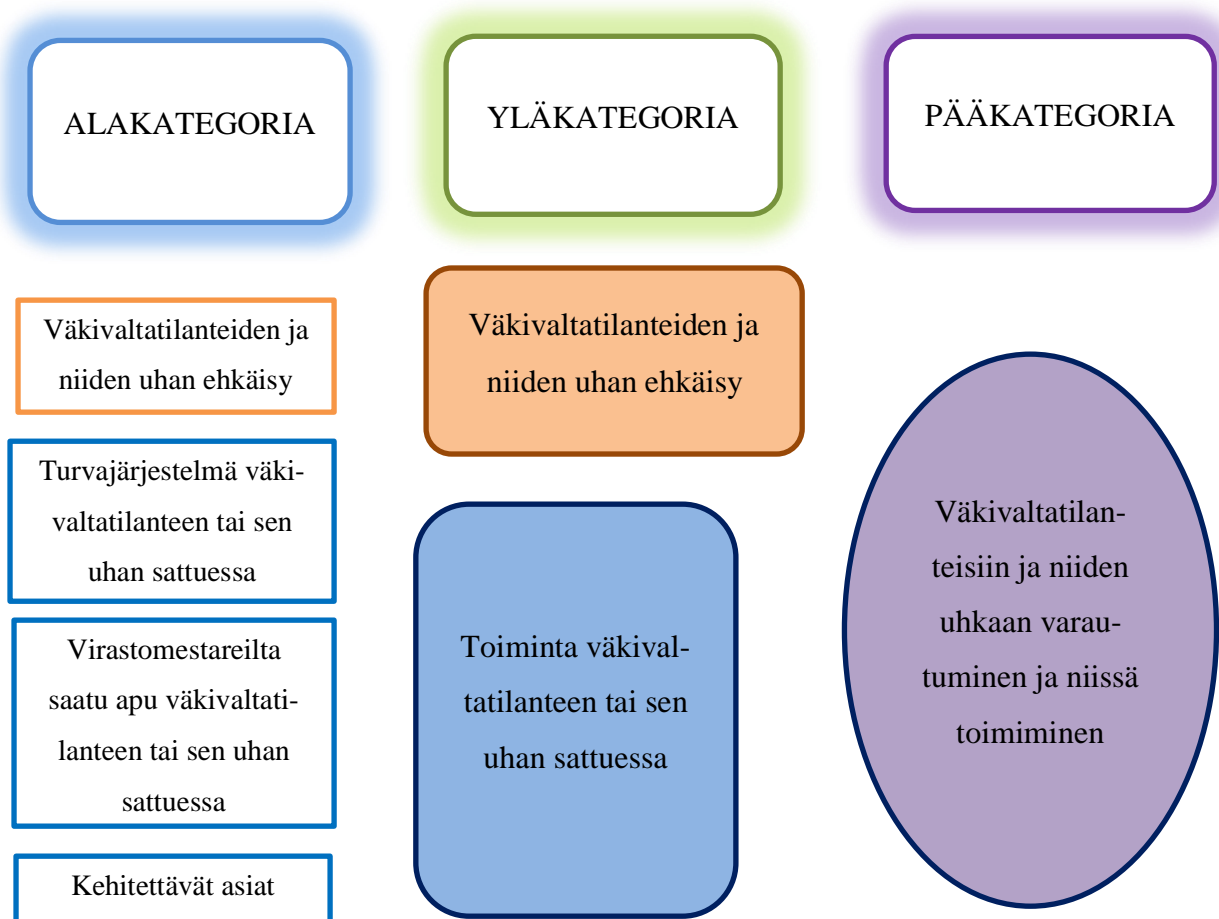 ALAKATEGORIA
YLÄKATEGORIA
PÄÄKATEGORIA
Väkivaltatilanteiden ja
niiden uhan ehkäisy
Turvajärjestelmä väki-
valtatilanteen tai sen
uhan sattuessa
Virastomestareilta
saatu apu väkivaltati-
lanteen tai sen uhan
sattuessa
Kehitettävät asiat
Väkivaltatilanteiden ja
niiden uhan ehkäisy
Toiminta väkival-
tatilanteen tai sen
uhan sattuessa
Väkivaltatilan-
teisiin ja niiden
uhkaan varau-
tuminen ja niissä
toimiminen